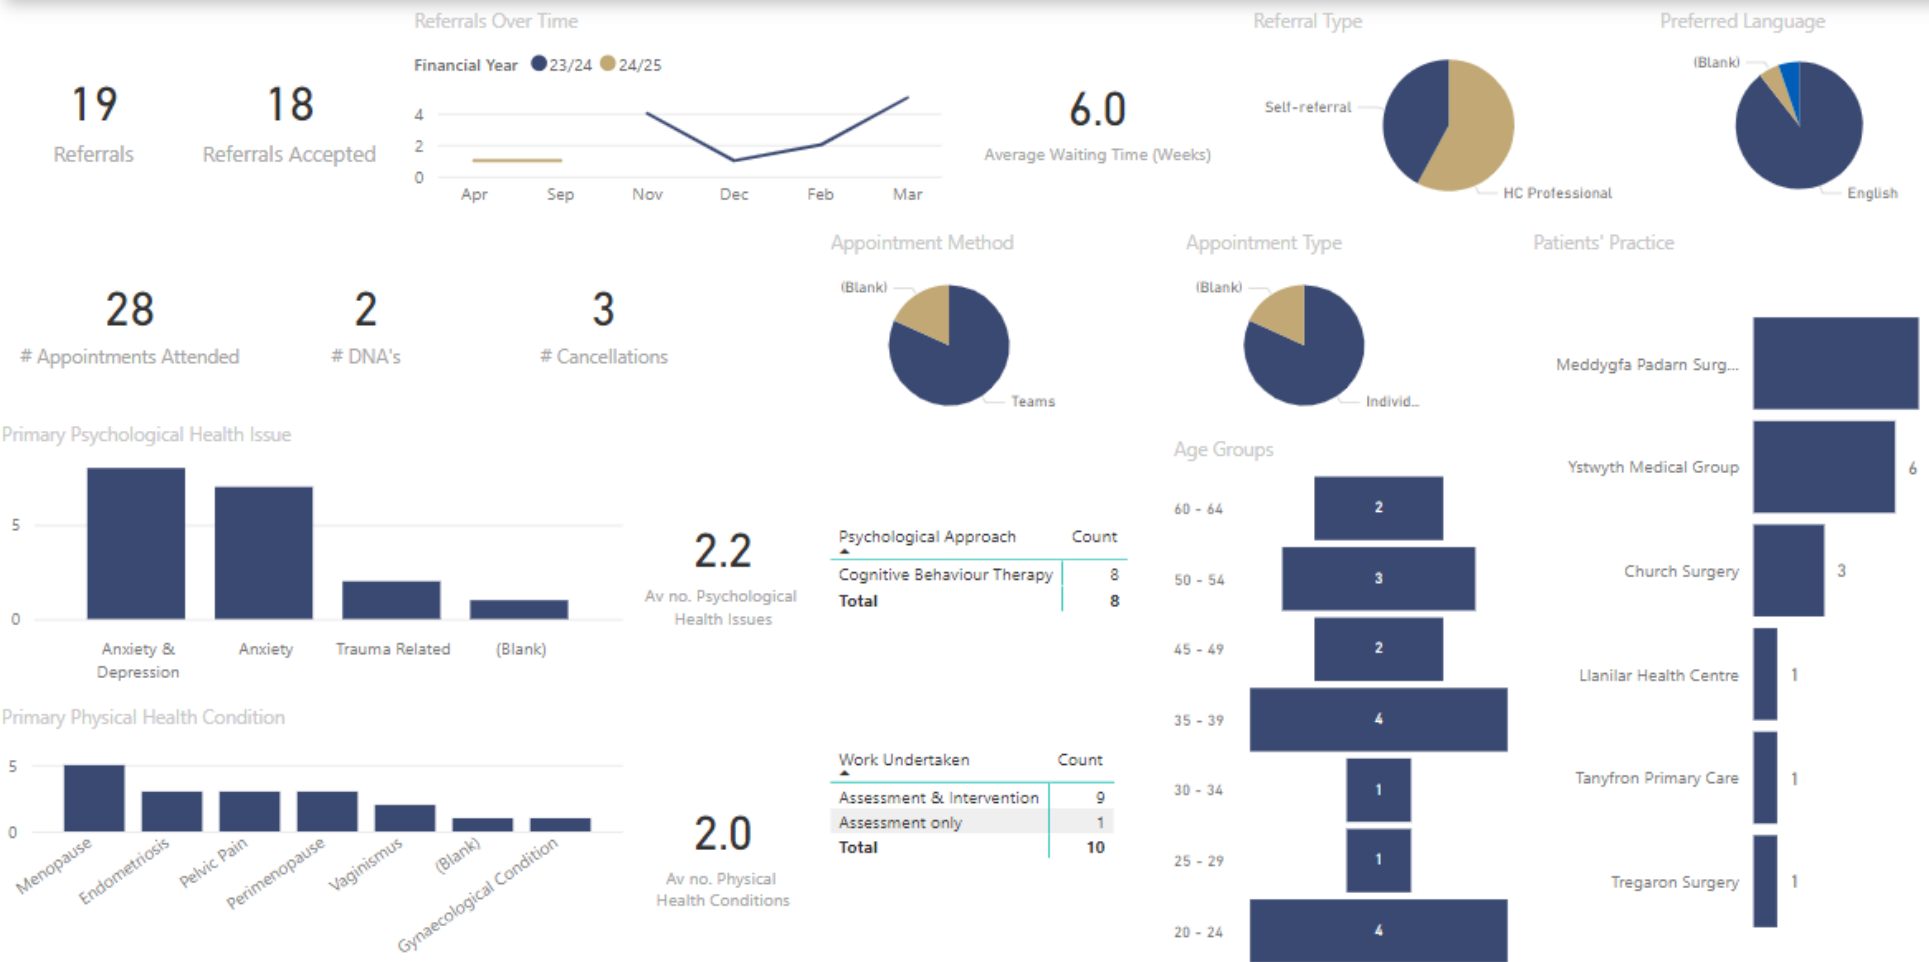 Referrals Over Time
Financial Year 23/24 24/25
4
2
0
Apr Sep Nov Dec Feb Mar
19
Referrals
18
Referrals Accepted
6.0
Average Waiting Time (Weeks)
Referral Type
Self-referral
HC Professional
Preferred Language
(Blank)
English
28
# Appointments Attended
2
# DNA's
3
# Cancellations
Appointment Method
(Blank)
Teams
Appointment Type
(Blank)
Individ...
Patients' Practice
Meddygfa Padarn Surg...
Ystwyth Medical Group 6
Church Surgery 3
Llanilar Health Centre 1
Tanyfron Primary Care 1
Tregaron Surgery 1
Primary Psychological Health Issue
5
0
Anxiety &
Depression
Anxiety
Trauma Related
(Blank)
2.2
Av no. Psychological
Health Issues
Psychological Approach Count
Cognitive Behaviour Therapy 8
Total 8
Age Groups
60 - 64 2
50 - 54 3
45 - 49 2
35 - 39 4
30 - 34 1
25 - 29 1
20 - 24 4
Primary Physical Health Condition
5
0
Menopause
Endometriosis
Pelvic Pain
Perimenopause
Vaginismus
(Blank)
Gynaecological Condition
2.0
Av no. Physical
Health Conditions
Work Undertaken Count
Assessment & Intervention 9
Assessment only 1
Total 10